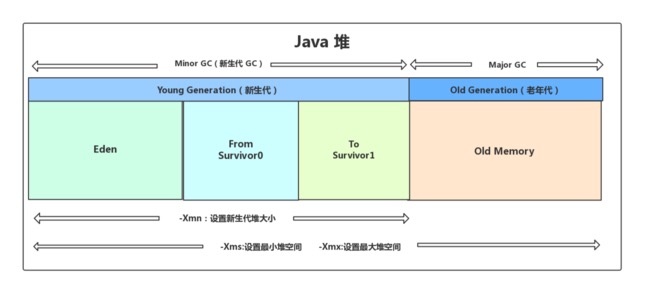 Java 堆
Minor GC（新生代 GC）
Major GC
Young Generation（新生代）
Old Generation（老年代）
Eden
From
Survivor0
To
Survivor1
Old Memory
-Xmn：设置新生代堆大小
-Xms:设置最小堆空间
-Xmx:设置最大堆空间